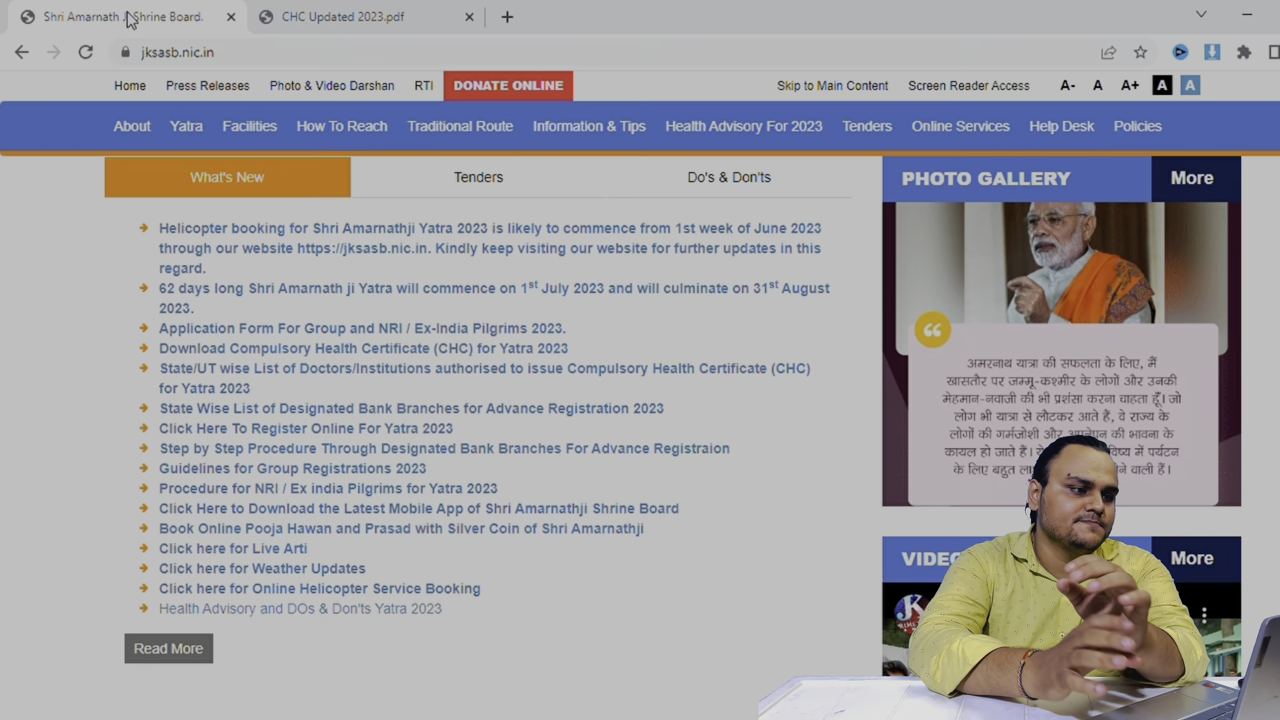 Shri Amarnath Ji Shrine Board.
CHC Updated 2023.pdf
jksasb.nic.in
Home
Press Releases
Photo & Video Darshan
RTI
DONATE ONLINE
Skip to Main Content
Screen Reader Access
A-
A
A+
A
A
About
Yatra
Facilities
How To Reach
Traditional Route
Information & Tips
Health Advisory For 2023
Tenders
Online Services
Help Desk
Policies
What's New
Tenders
Do's & Don'ts
Helicopter booking for Shri Amarnathji Yatra 2023 is likely to commence from 1st week of June 2023
through our website https://jksasb.nic.in. Kindly keep visiting our website for further updates in this
regard.
62 days long Shri Amarnath ji Yatra will commence on 1st July 2023 and will culminate on 31st August
2023.
Application Form For Group and NRI / Ex-India Pilgrims 2023.
Download Compulsory Health Certificate (CHC) for Yatra 2023
State/UT wise List of Doctors/Institutions authorised to issue Compulsory Health Certificate (CHC)
for Yatra 2023
State Wise List of Designated Bank Branches for Advance Registration 2023
Click Here To Register Online For Yatra 2023
Step by Step Procedure Through Designated Bank Branches For Advance Registraion
Guidelines for Group Registrations 2023
Procedure for NRI / Ex india Pilgrims for Yatra 2023
Click Here to Download the Latest Mobile App of Shri Amarnathji Shrine Board
Book Online Pooja Hawan and Prasad with Silver Coin of Shri Amarnathji
Click here for Live Arti
Click here for Weather Updates
Click here for Online Helicopter Service Booking
Health Advisory and DOs & Don'ts Yatra 2023
Read More
PHOTO GALLERY
More
अमरनाथ यात्रा की सफलता के लिए, मैं
खासतौर पर जम्मू-कश्मीर के लोगों और उनकी
मेहमान-नवाजी की भी प्रशंसा करना चाहता हूँ। जो
लोग भी यात्रा से लौटकर आते हैं, वे राज्य के
लोगों की गर्मजोशी और अपनेपन की भावना के
कायल हो जाते हैं। विष्य में पर्यटन
के लिए बहुत ने वाली हैं।
VIDEO
More